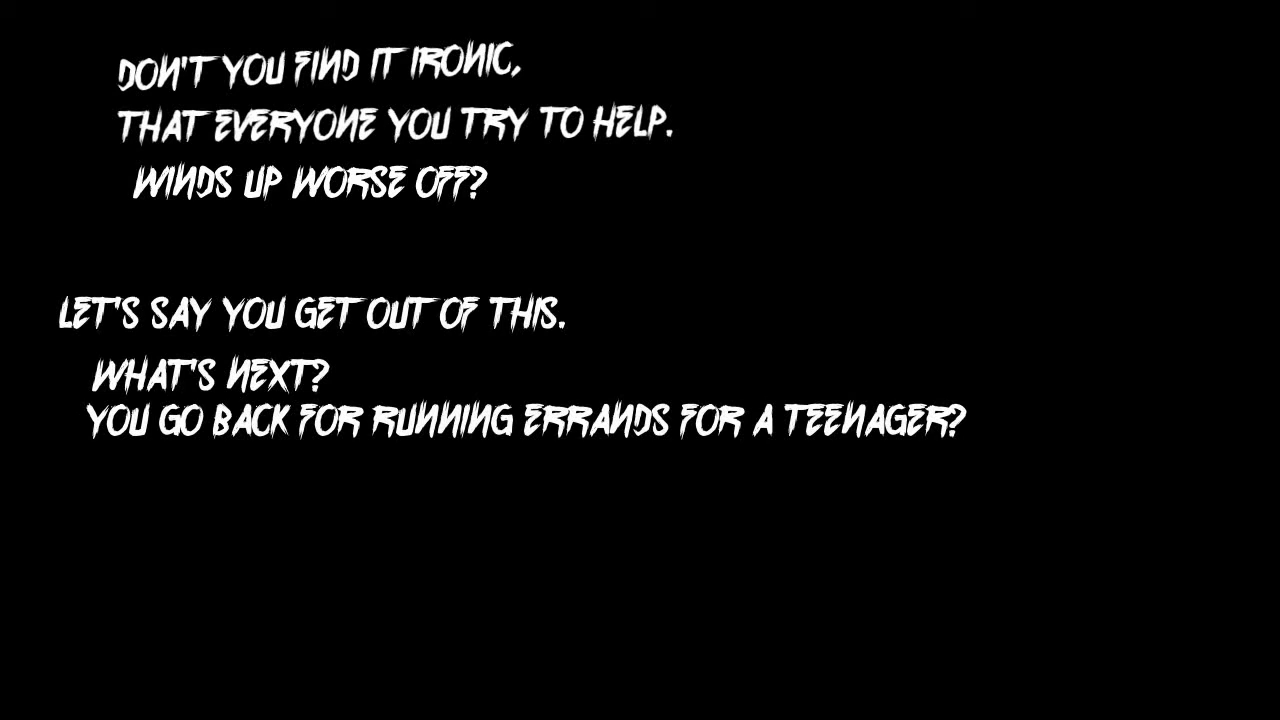 DON'T YOU FIND IT IRONIC,
THAT EVERYONE YOU TRY TO HELP.
WINDS UP WORSE OFF?
LET'S SAY YOU GET OUT OF THIS.
WHAT'S NEXT?
YOU GO BACK FOR RUNNING ERRANDS FOR A TEENAGER?